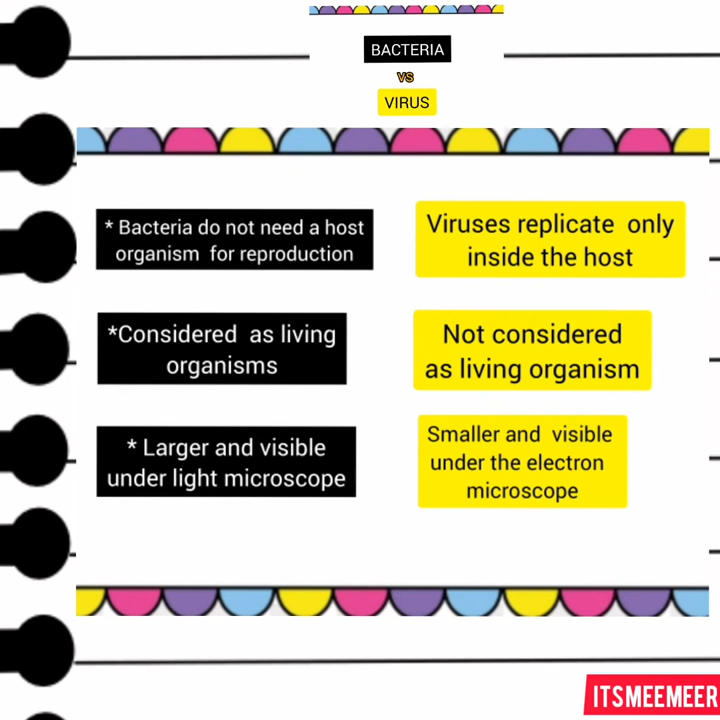 BACTERIA
VS
VIRUS
* Bacteria do not need a host
organism for reproduction
Viruses replicate only
inside the host
*Considered as living
organisms
Not considered
as living organism
* Larger and visible
under light microscope
Smaller and visible
under the electron
microscope
ITSMEEMEER